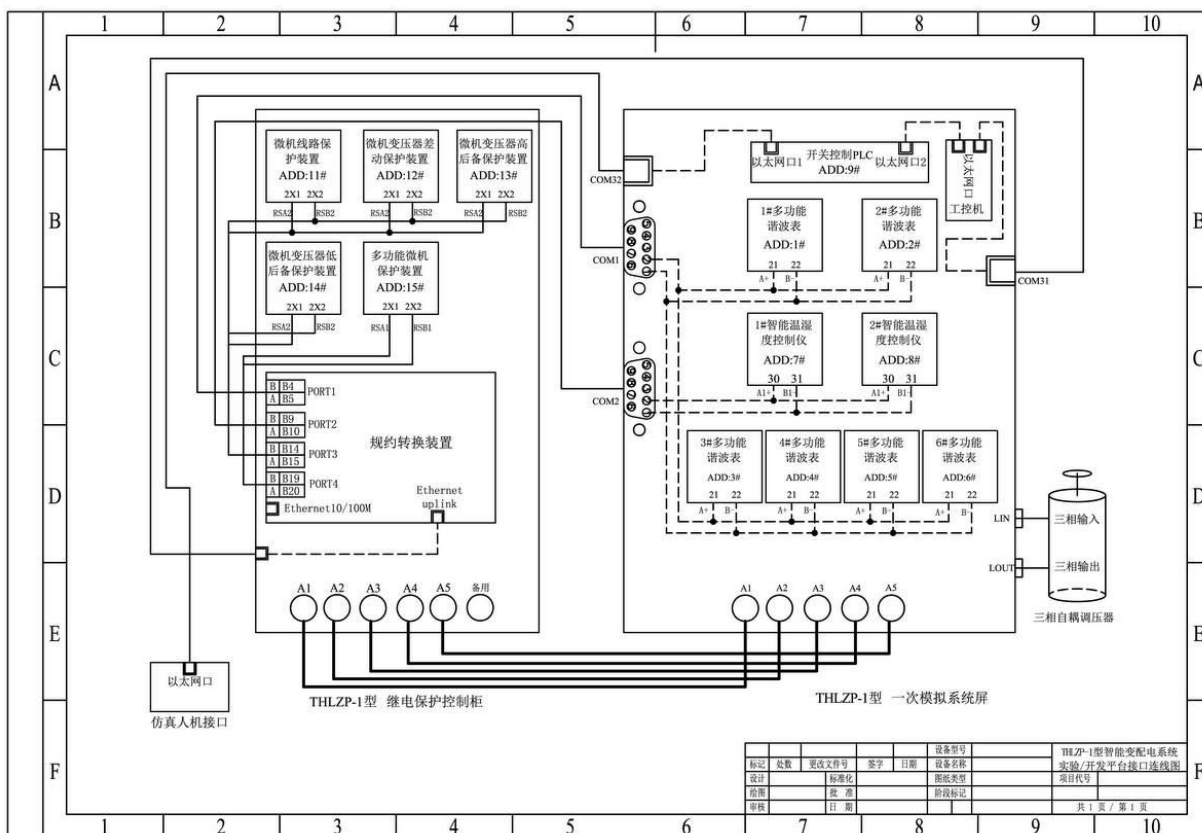 1 2 3 4 5 6 7 8 9 10
A A
B B
C C
D D
E E
F F
微机线路保
护装置
ADD:11#
2X1 2X2
RSA2 RSB2
微机变压器差
动保护装置
ADD:12#
2X1 2X2
RSA2 RSB2
微机变压器高
后备保护装置
ADD:13#
2X1 2X2
RSA2 RSB2
微机变压器低
后备保护装置
ADD:14#
2X1 2X2
RSA2 RSB2
多功能微机
保护装置
ADD:15#
2X1 2X2
RSA1 RSB1
B B4 PORT1
A B5
B B9 PORT2
A B10
B B14 PORT3
A B15
B B19 PORT4
A B20
规约转换装置
Ethernet10/100M
Ethernet
uplink
A1 A2 A3 A4 A5 备用
以太网口
仿真人机接口
THLZP-1型 继电保护控制柜
COM32
COM1
COM2
COM31
以太网口1 开关控制PLC 以太网口2
ADD:9#
以太网口
工控机
1#多功能
谐波表
ADD:1#
21 22
A+ B-
2#多功能
谐波表
ADD:2#
21 22
A+ B-
1#智能温湿
度控制仪
ADD:7#
30 31
A1+ B1-
2#智能温湿
度控制仪
ADD:8#
30 31
A1+ B1-
3#多功能
谐波表
ADD:3#
21 22
A+ B-
4#多功能
谐波表
ADD:4#
21 22
A+ B-
5#多功能
谐波表
ADD:5#
21 22
A+ B-
6#多功能
谐波表
ADD:6#
21 22
A+ B-
LIN 三相输入
LOUT 三相输出
三相自耦调压器
A1 A2 A3 A4 A5
THLZP-1型 一次模拟系统屏
设备型号
标记 处数 更改文件号 签字 日期 设备名称
设计 标准化 图纸类型 项目代号
绘图 批 准 阶段标记
审核 日 期 共 1 页 / 第 1 页
THLZP-1型智能变配电系统
实验/开发平台接口连线图
1 2 3 4 5 6 7 8 9 10